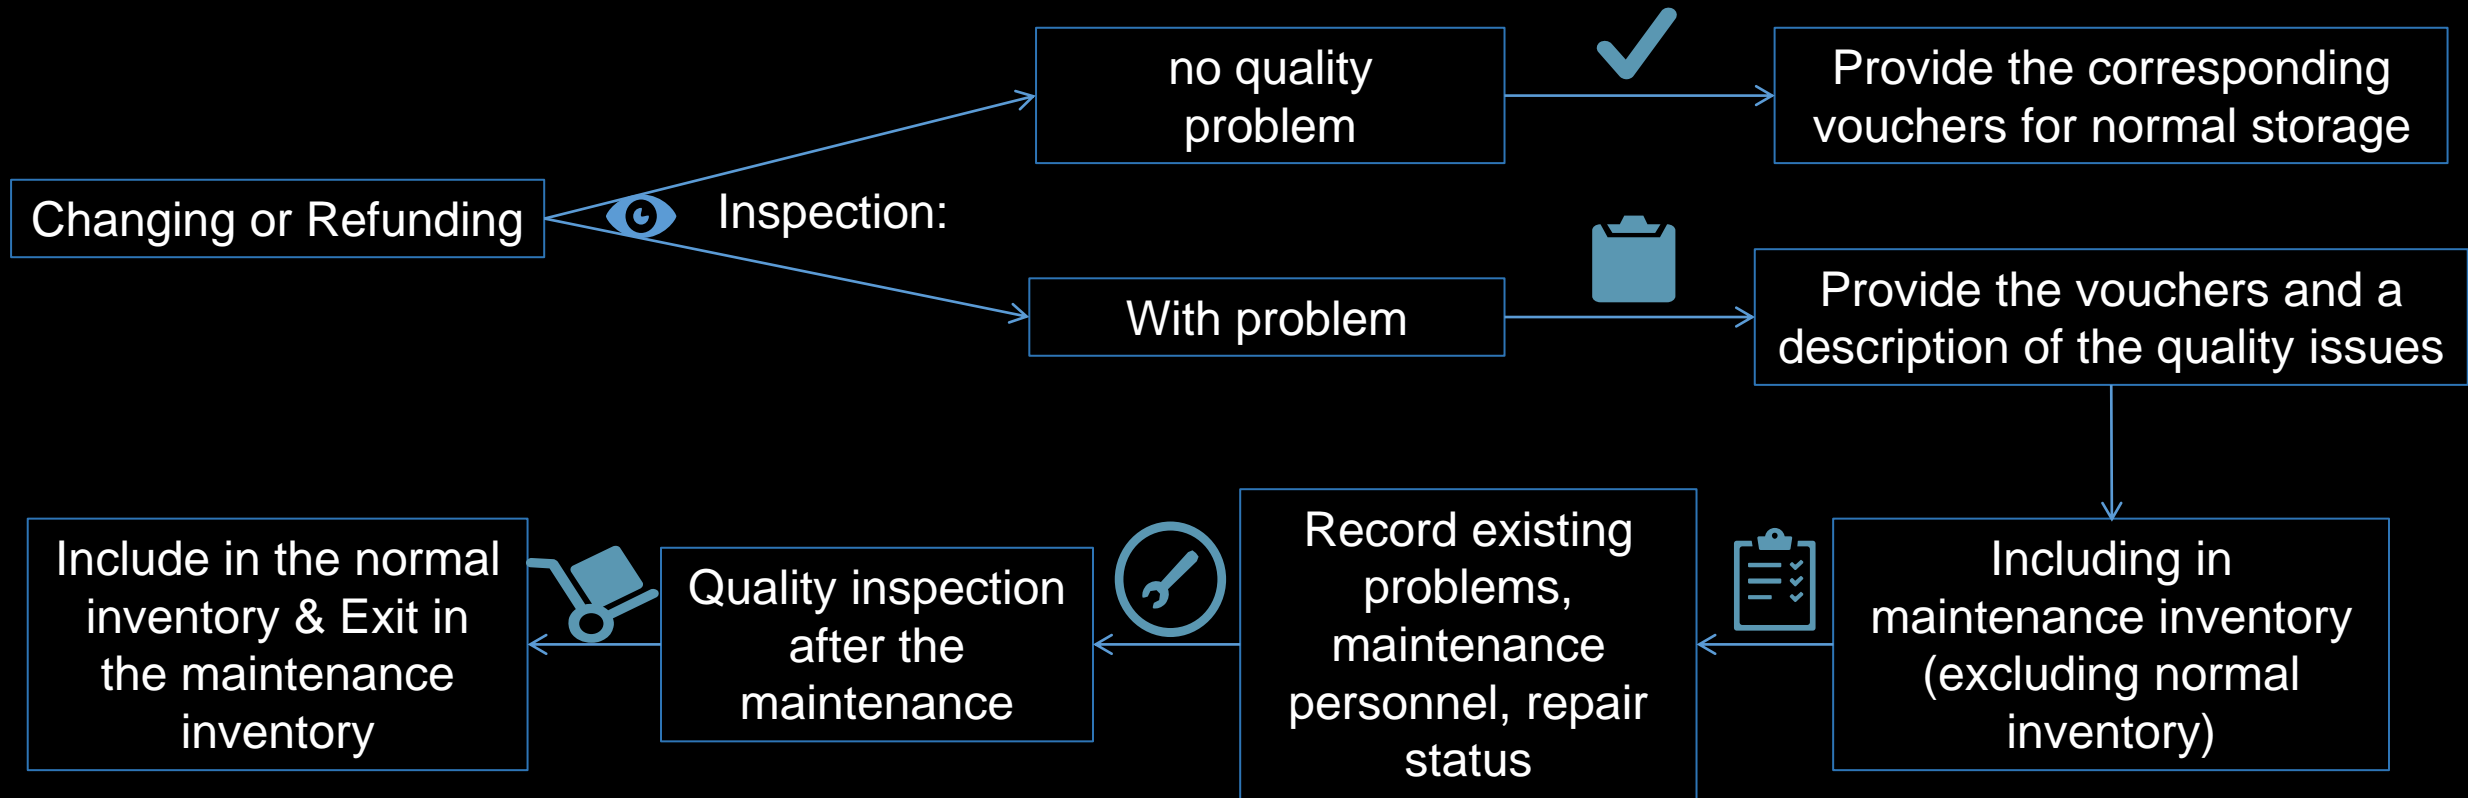 Changing or Refunding
Inspection:
no quality
problem
Provide the corresponding
vouchers for normal storage
With problem
Provide the vouchers and a
description of the quality issues
Including in
maintenance inventory
(excluding normal
inventory)
Record existing
problems,
maintenance
personnel, repair
status
Quality inspection
after the
maintenance
Include in the normal
inventory & Exit in
the maintenance
inventory